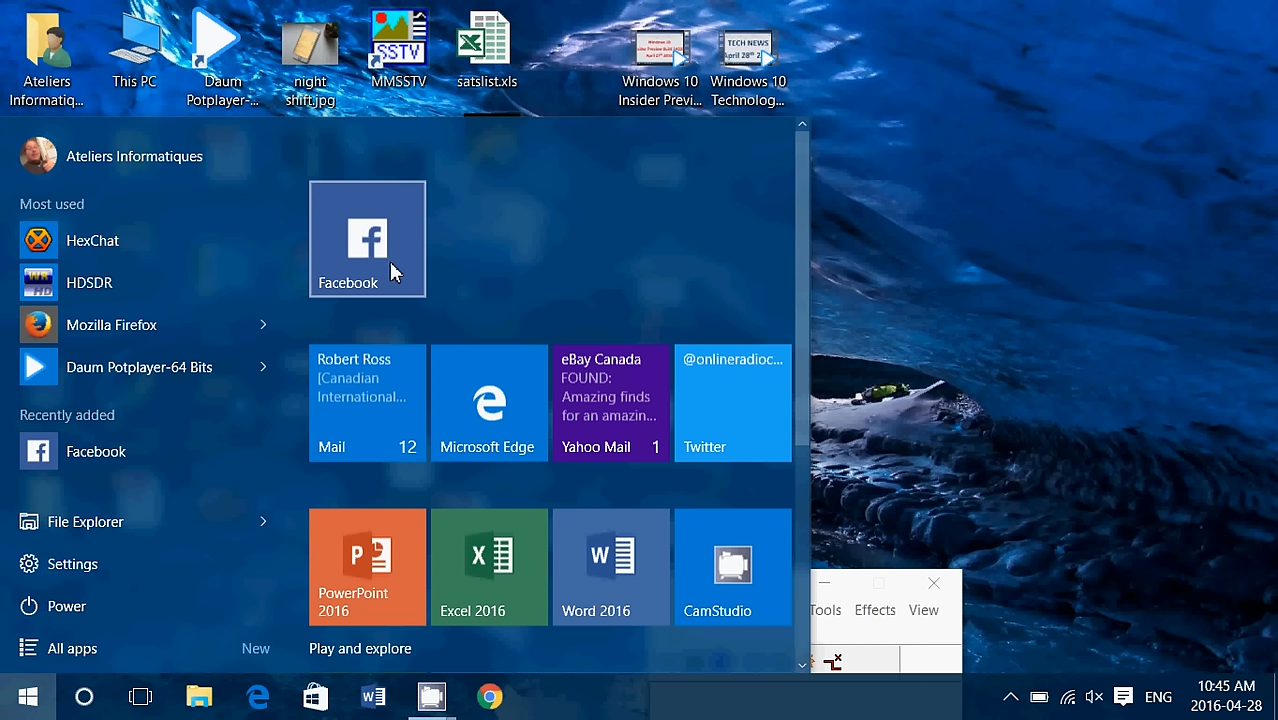 Ateliers
Informatiq...
This PC
Daum
Potplayer-...
night
shift.jpg
SSTV
MMSSTV
satslist.xls
Windows 10
Insider Previ...
TECH NEWS
April 28th
Windows 10
Technolog...
Ateliers Informatiques
Most used
HexChat
HDSDR
Mozilla Firefox
Daum Potplayer-64 Bits
Recently added
Facebook
File Explorer
Settings
Power
All apps
New
Facebook
Robert Ross
[Canadian
International...
Mail 12
Microsoft Edge
eBay Canada
FOUND:
Amazing finds
for an amazin...
Yahoo Mail 1
@onlineradioc...
Twitter
PowerPoint
2016
Excel 2016
Word 2016
CamStudio
Play and explore
Tools Effects View
ENG
10:45 AM
2016-04-28